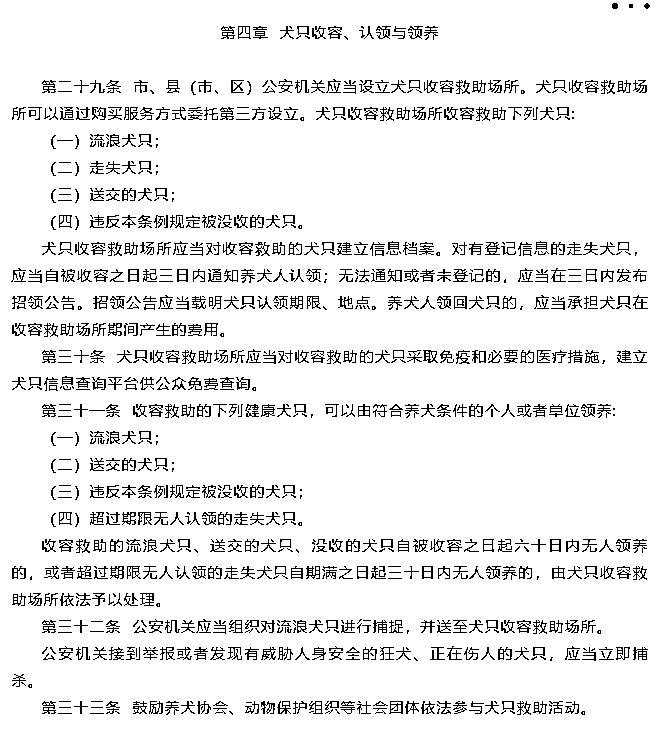 第四章 犬只收容、认领与领养
第二十九条 市、县（市、区）公安机关应当设立犬只收容救助场所。犬只收容救助场
所可以通过购买服务方式委托第三方设立。犬只收容救助场所收容救助下列犬只:
(一) 流浪犬只；
(二) 走失犬只；
(三) 送交的犬只；
(四) 违反本条例规定被没收的犬只。
犬只收容救助场所应当对收容救助的犬只建立信息档案。对有登记信息的走失犬只，
应当自被收容之日起三日内通知养犬人认领；无法通知或者未登记的，应当在三日内发布
招领公告。招领公告应当载明犬只认领期限、地点。养犬人领回犬只的，应当承担犬只在
收容救助场所期间产生的费用。
第三十条 犬只收容救助场所应当对收容救助的犬只采取免疫和必要的医疗措施，建立
犬只信息查询平台供公众免费查询。
第三十一条 收容救助的下列健康犬只，可以由符合养犬条件的个人或者单位领养:
(一) 流浪犬只；
(二) 送交的犬只；
(三) 违反本条例规定被没收的犬只；
(四) 超过期限无人认领的走失犬只。
收容救助的流浪犬只、送交的犬只、没收的犬只自被收容之日起六十日内无人领养
的，或者超过期限无人认领的走失犬只自期满之日起三十日内无人领养的，由犬只收容救
助场所依法予以处理。
第三十二条 公安机关应当组织对流浪犬只进行捕捉，并送至犬只收容救助场所。
公安机关接到举报或者发现有威胁人身安全的狂犬、正在伤人的犬只，应当立即捕
杀。
第三十三条 鼓励养犬协会、动物保护组织等社会团体依法参与犬只救助活动。